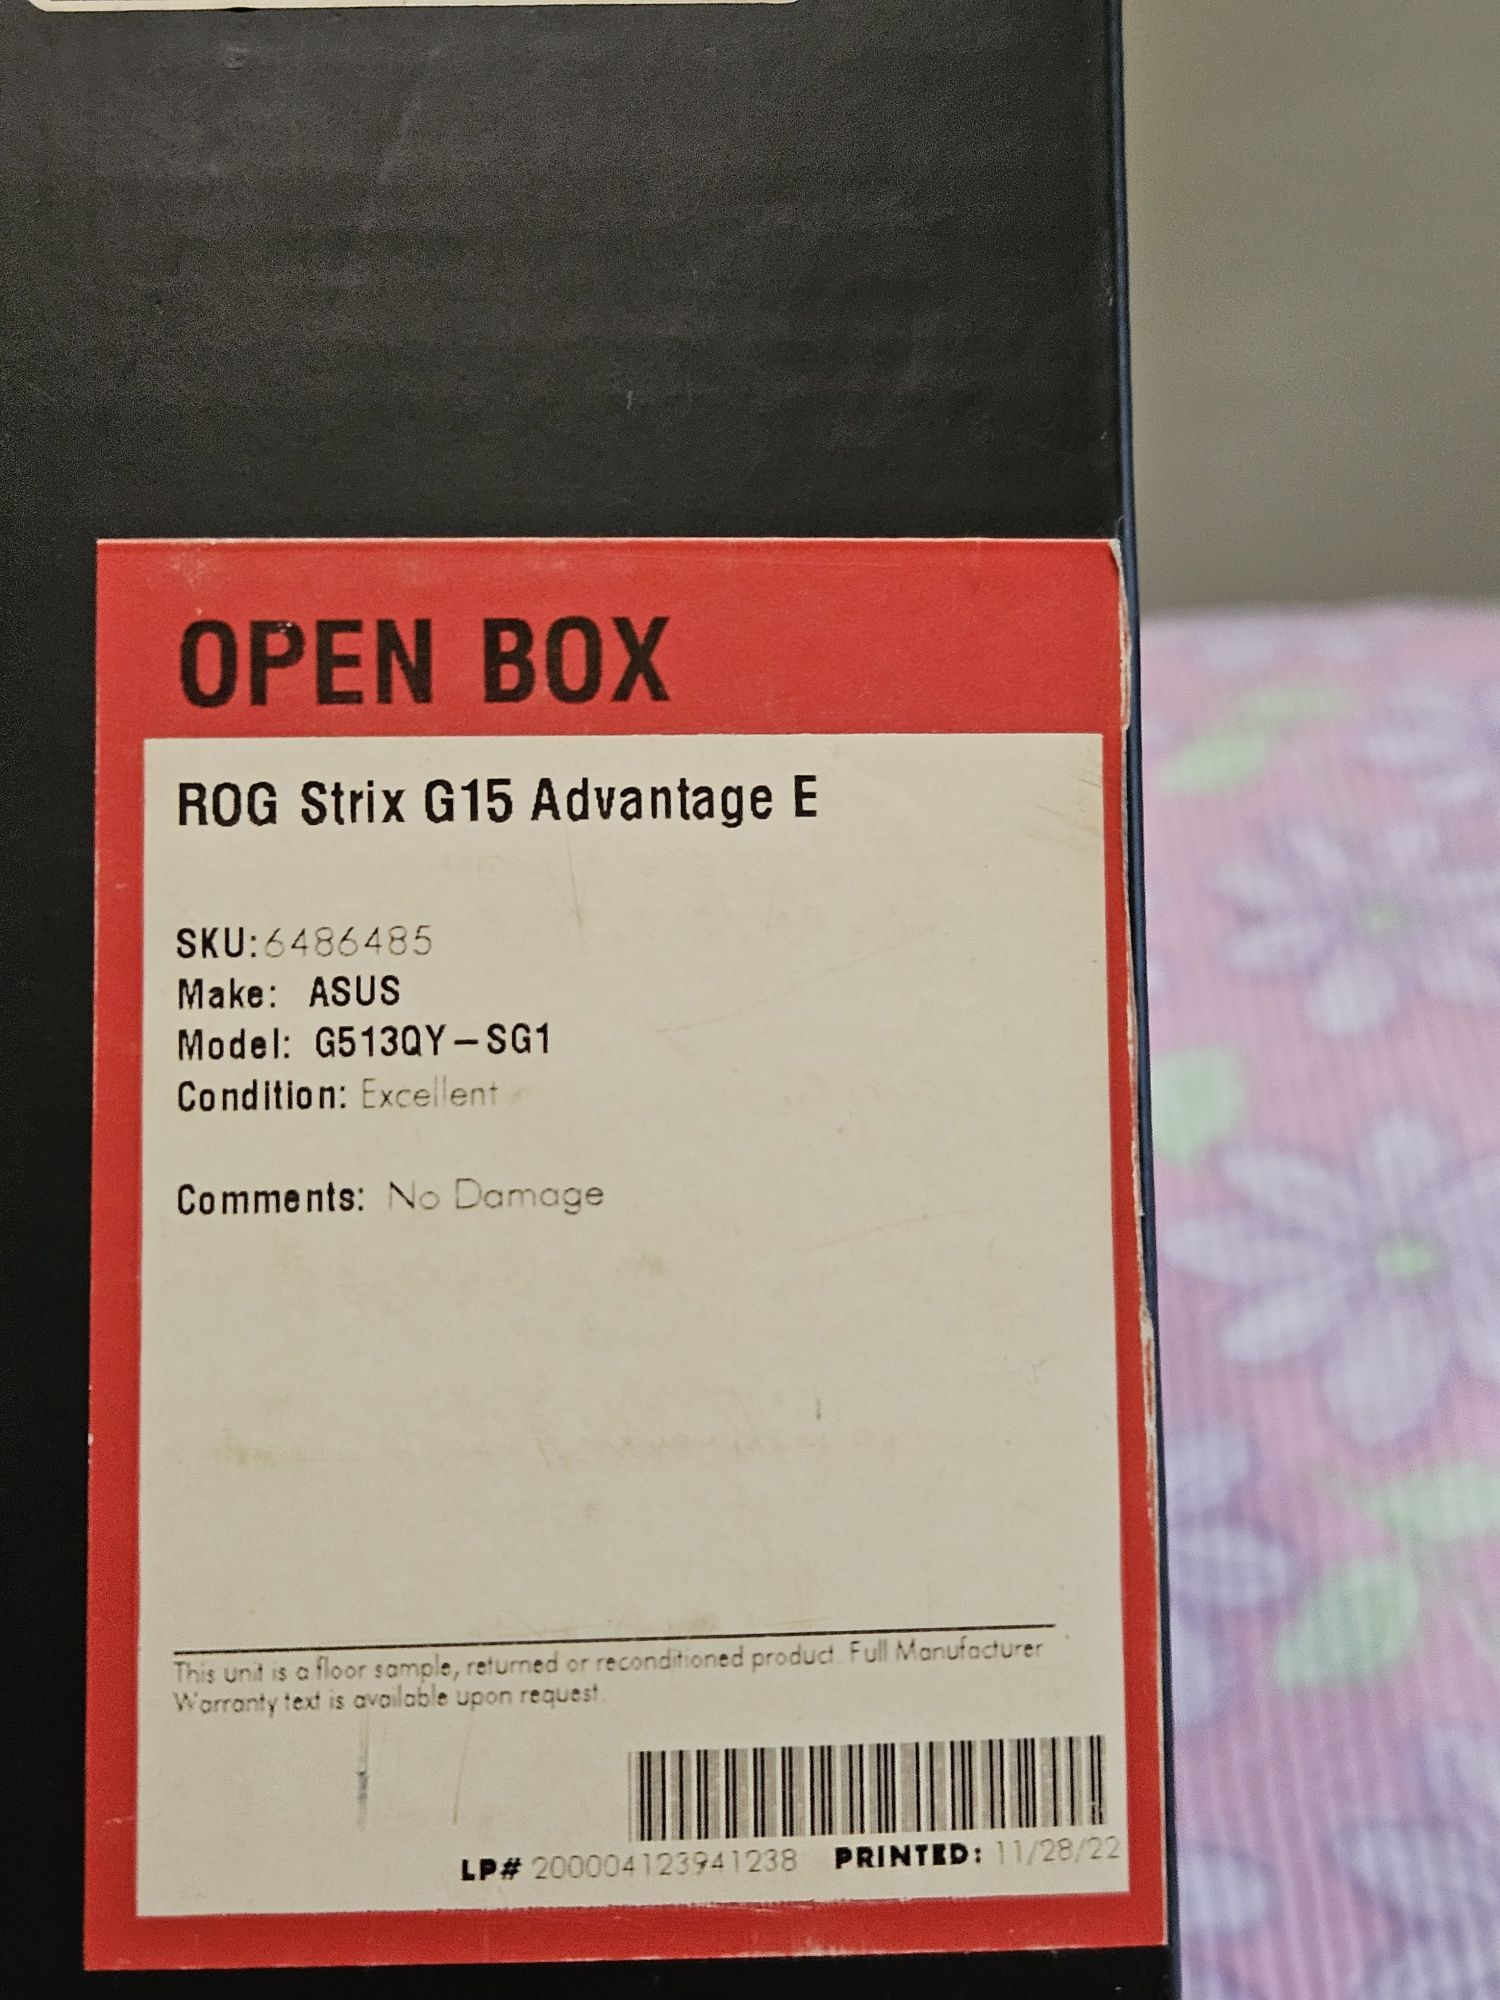 OPEN BOX
ROG Strix G15 Advantage E
SKU:6486485
Make: ASUS
Model: G513QY-SG1
Condition: Excellent
Comments: No Damage
This unit is a floor sample, returned or reconditioned product. Full Manufacturer
Warranty text is available upon request.
LP# 200004123941238 PRINTED: 11/28/22